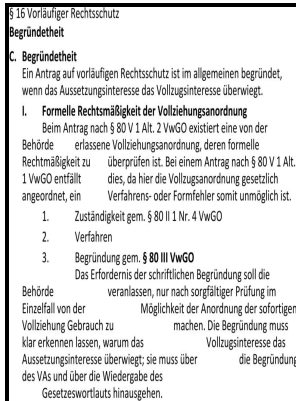 § 16 Vorläufiger Rechtsschutz
Begründetheit
C. Begründetheit
Ein Antrag auf vorläufigen Rechtsschutz ist im allgemeinen begründet,
wenn das Aussetzungsinteresse das Vollzugsinteresse überwiegt.
I. Formelle Rechtsmäßigkeit der Vollziehungsanordnung
Beim Antrag nach § 80 V 1 Alt. 2 VwGO existiert eine von der
Behörde erlassene Vollziehungsanordnung, deren formelle
Rechtmäßigkeit zu überprüfen ist. Bei einem Antrag nach § 80 V 1 Alt.
1 VwGO entfällt dies, da hier die Vollzugsanordnung gesetzlich
angeordnet, ein Verfahrens- oder Formfehler somit unmöglich ist.
1. Zuständigkeit gem. § 80 II 1 Nr. 4 VwGO
2. Verfahren
3. Begründung gem. § 80 III VwGO
Das Erfordernis der schriftlichen Begründung soll die
Behörde veranlassen, nur nach sorgfältiger Prüfung im
Einzelfall von der Möglichkeit der Anordnung der sofortigen
Vollziehung Gebrauch zu machen. Die Begründung muss
klar erkennen lassen, warum das Vollzugsinteresse das
Aussetzungsinteresse überwiegt; sie muss über die Begründung
des VAs und über die Wiedergabe des
Gesetzeswortlauts hinausgehen.